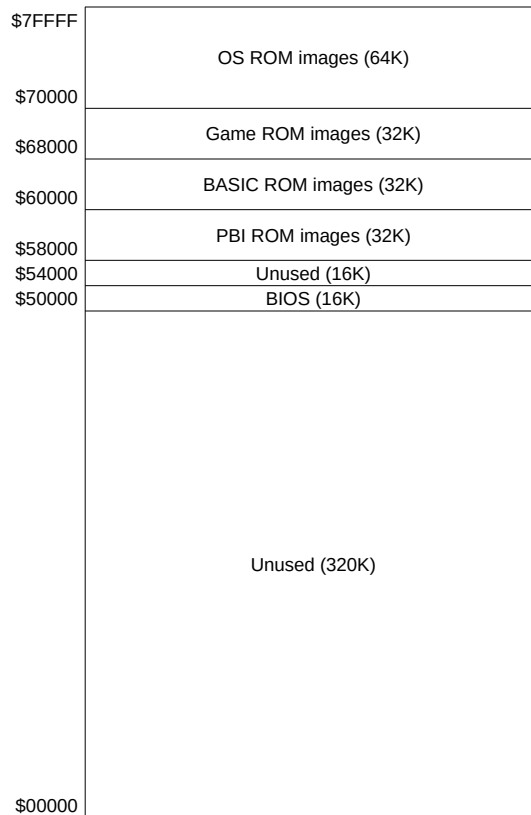 $7FFFF
OS ROM images (64K)
$70000
Game ROM images (32K)
$68000
BASIC ROM images (32K)
$60000
PBI ROM images (32K)
$58000
Unused (16K)
$54000
BIOS (16K)
$50000
Unused (320K)
$00000